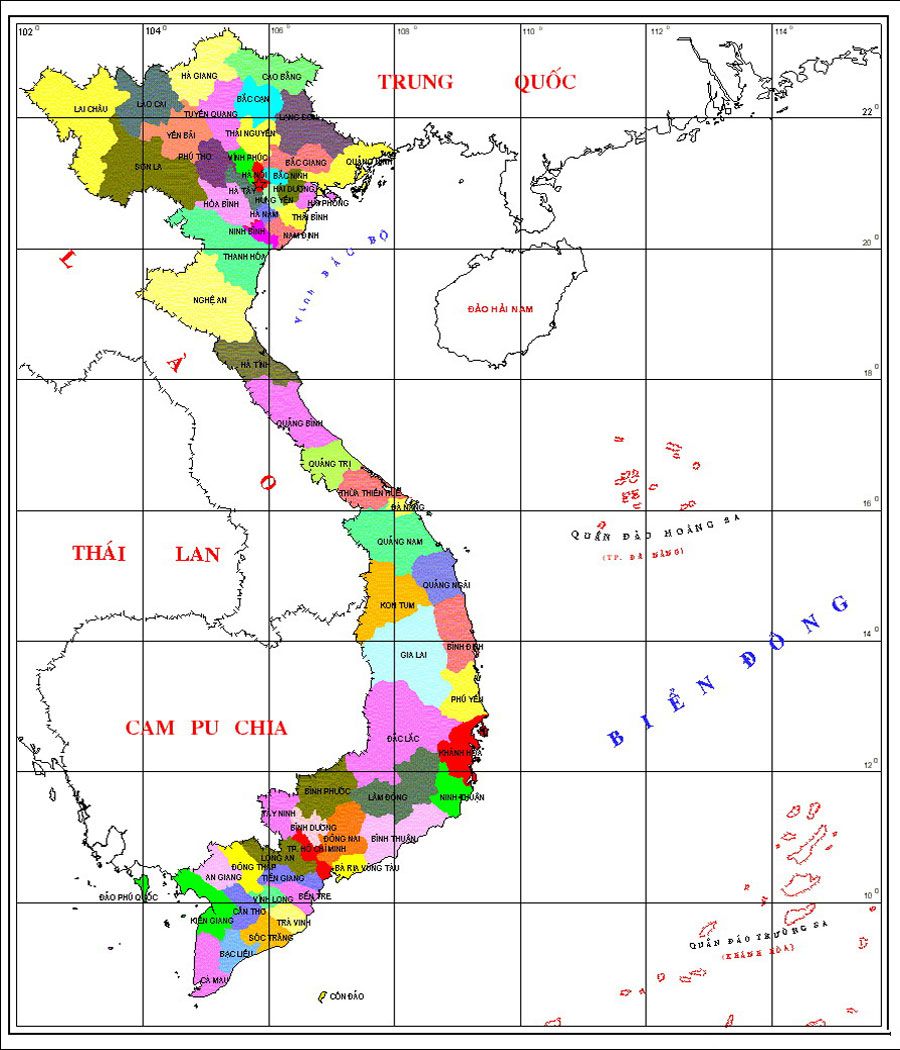 102°
104°
106°
108°
110°
112°
114°
HÀ GIANG
CAO BẰNG
TRUNG QUỐC
LAI CHÂU
LAO CAI
BẮC CẠN
TUYÊN QUANG
LẠNG SƠN
22°
YÊN BÁI
THÁI NGUYÊN
PHÚ THỌ
VĨNH PHÚC
BẮC GIANG
QUẢNG NINH
SƠN LA
HÀ NỘI
BẮC NINH
HÀ TÂY
HẢI DƯƠNG
HƯNG YÊN
HẢI PHÒNG
HÒA BÌNH
HÀ NAM
THÁI BÌNH
NINH BÌNH
NAM ĐỊNH
20°
THANH HÓA
Vịnh BẮC BỘ
LÀO
NGHỆ AN
ĐẢO HẢI NAM
HÀ TĨNH
18°
QUẢNG BÌNH
QUẢNG TRỊ
THỪA THIÊN HUẾ
ĐÀ NẴNG
16°
QUẦN ĐẢO HOÀNG SA
(TP. ĐÀ NẴNG)
THÁI LAN
QUẢNG NAM
QUẢNG NGÃI
KON TUM
BIỂN ĐÔNG
14°
BÌNH ĐỊNH
GIA LAI
PHÚ YÊN
CAM PU CHIA
ĐẮC LẮC
KHÁNH HÒA
12°
BÌNH PHƯỚC
LÂM ĐỒNG
NINH THUẬN
TÂY NINH
BÌNH DƯƠNG
ĐỒNG NAI
BÌNH THUẬN
TP. HỒ CHÍ MINH
LONG AN
BÀ RỊA VŨNG TÀU
ĐỒNG THÁP
AN GIANG
TIỀN GIANG
ĐẢO PHÚ QUỐC
VĨNH LONG
BẾN TRE
10°
CẦN THƠ
KIÊN GIANG
TRÀ VINH
QUẦN ĐẢO TRƯỜNG SA
(KHÁNH HÒA)
SÓC TRĂNG
BẠC LIÊU
CÀ MAU
CÔN ĐẢO